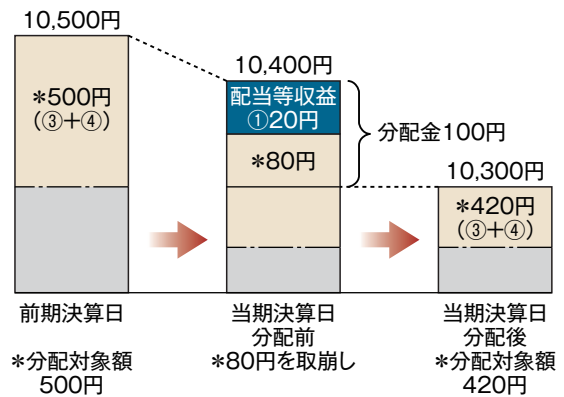 10,500円
*500円
(③+④)
10,400円
配当等収益
①20円
*80円
分配金100円
10,300円
*420円
(③+④)
前期決算日
*分配対象額
500円
当期決算日
分配前
*80円を取崩し
当期決算日
分配後
*分配対象額
420円